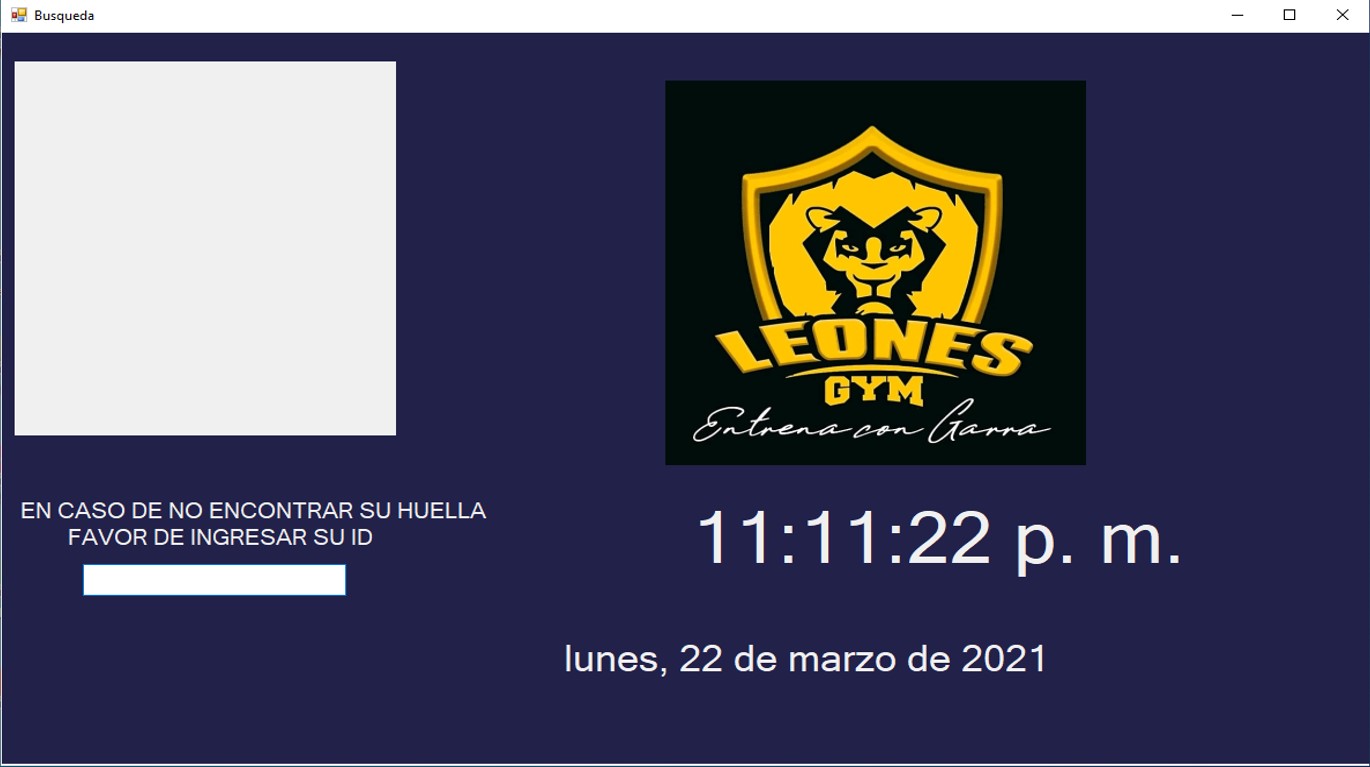 Busqueda
LEONES
GYM
Entrena con Garra
EN CASO DE NO ENCONTRAR SU HUELLA
FAVOR DE INGRESAR SU ID
11:11:22 p. m.
lunes, 22 de marzo de 2021